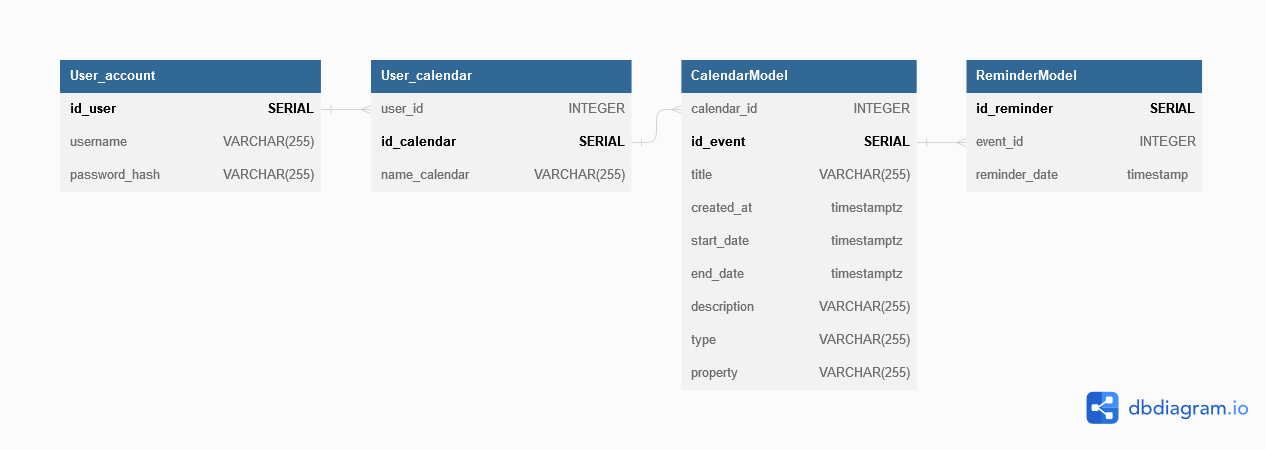 User_account
id_user SERIAL
username VARCHAR(255)
password_hash VARCHAR(255)
User_calendar
user_id INTEGER
id_calendar SERIAL
name_calendar VARCHAR(255)
CalendarModel
calendar_id INTEGER
id_event SERIAL
title VARCHAR(255)
created_at timestamptz
start_date timestamptz
end_date timestamptz
description VARCHAR(255)
type VARCHAR(255)
property VARCHAR(255)
ReminderModel
id_reminder SERIAL
event_id INTEGER
reminder_date timestamp
dbdiagram.io